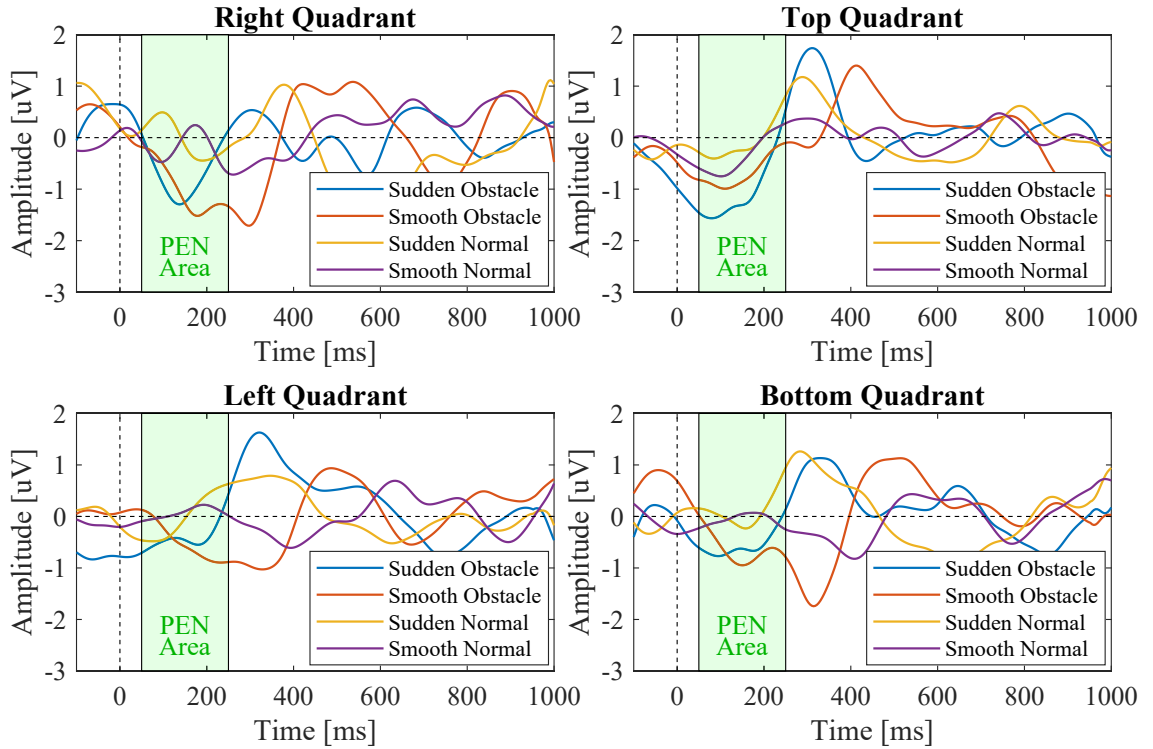 Right Quadrant
2
1
0
-1
-2
-3
Amplitude [uV]
PEN
Area
Sudden Obstacle
Smooth Obstacle
Sudden Normal
Smooth Normal
0 200 400 600 800 1000
Time [ms]
Top Quadrant
2
1
0
-1
-2
-3
Amplitude [uV]
PEN
Area
Sudden Obstacle
Smooth Obstacle
Sudden Normal
Smooth Normal
0 200 400 600 800 1000
Time [ms]
Left Quadrant
2
1
0
-1
-2
-3
Amplitude [uV]
PEN
Area
Sudden Obstacle
Smooth Obstacle
Sudden Normal
Smooth Normal
0 200 400 600 800 1000
Time [ms]
Bottom Quadrant
2
1
0
-1
-2
-3
Amplitude [uV]
PEN
Area
Sudden Obstacle
Smooth Obstacle
Sudden Normal
Smooth Normal
0 200 400 600 800 1000
Time [ms]